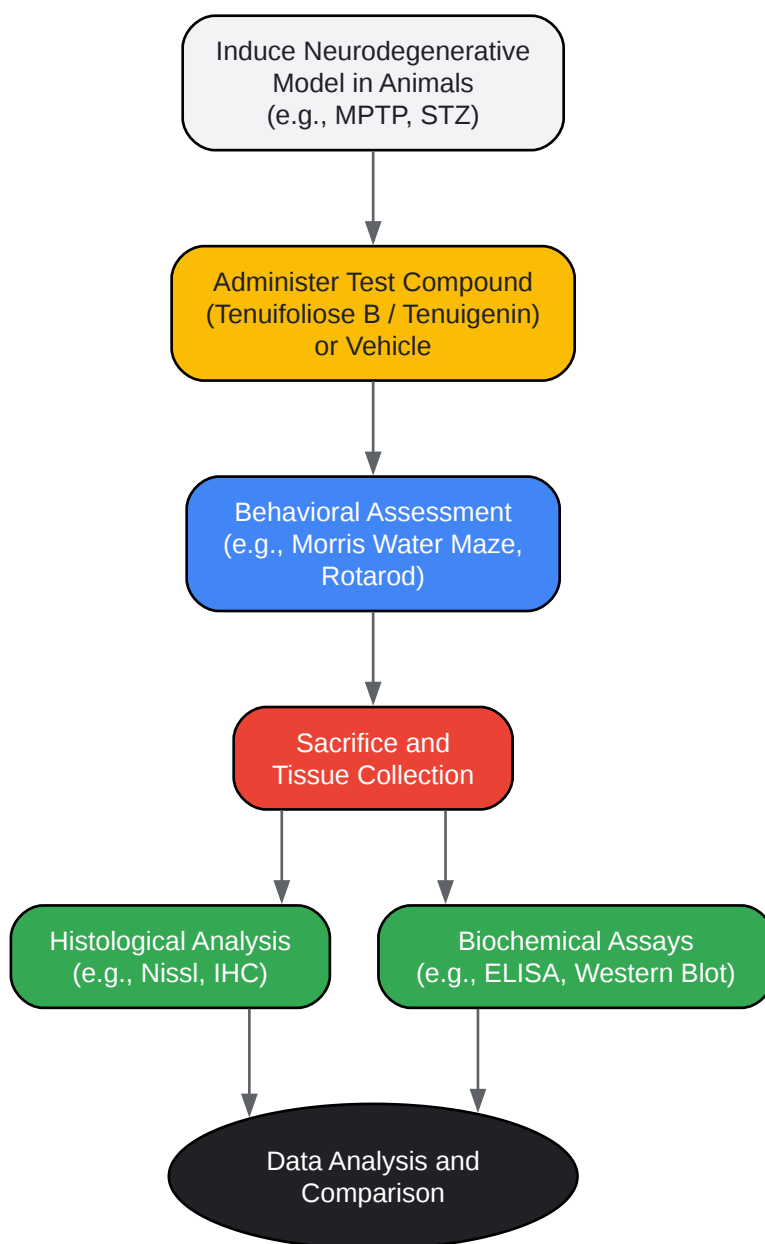 Induce Neurodegenerative
Model in Animals
(e.g., MPTP, STZ)
Administer Test Compound
(Tenuifoliose B / Tenuigenin)
or Vehicle
Behavioral Assessment
(e.g., Morris Water Maze,
Rotarod)
Sacrifice and
Tissue Collection
Histological Analysis
(e.g., Nissl, IHC)
Biochemical Assays
(e.g., ELISA, Western Blot)
Data Analysis and
Comparison